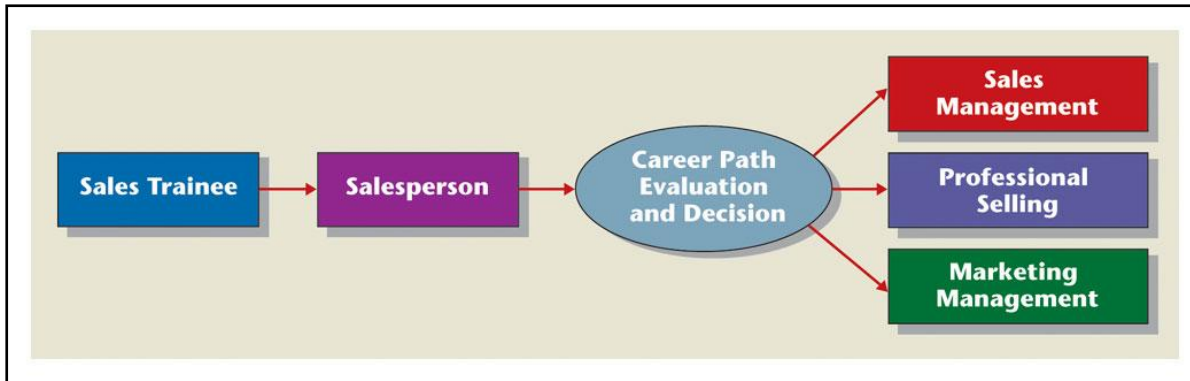 Sales Trainee
Salesperson
Career Path
Evaluation
and Decision
Sales
Management
Professional
Selling
Marketing
Management